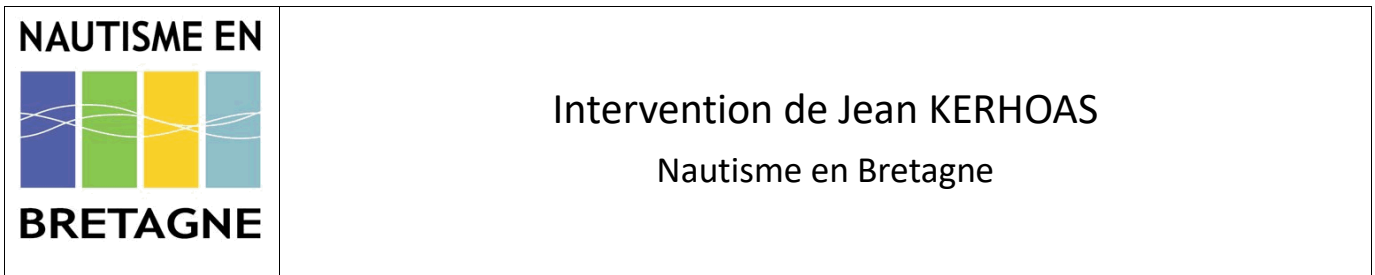 NAUTISME EN
BRETAGNE
Intervention de Jean KERHOAS
Nautisme en Bretagne